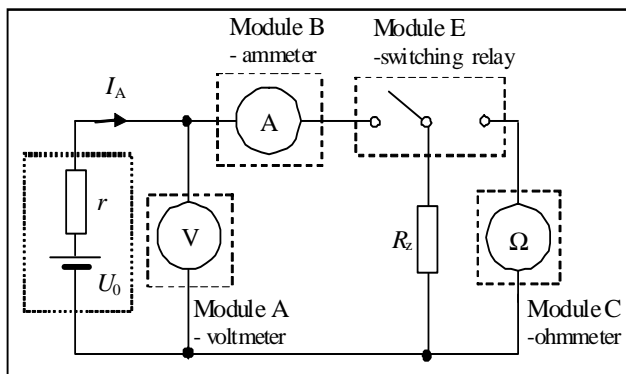 Module B
- ammeter
Module E
-switching relay
I_A
A
r
U_0
V
R_z
Ω
Module A
- voltmeter
Module C
-ohmmeter